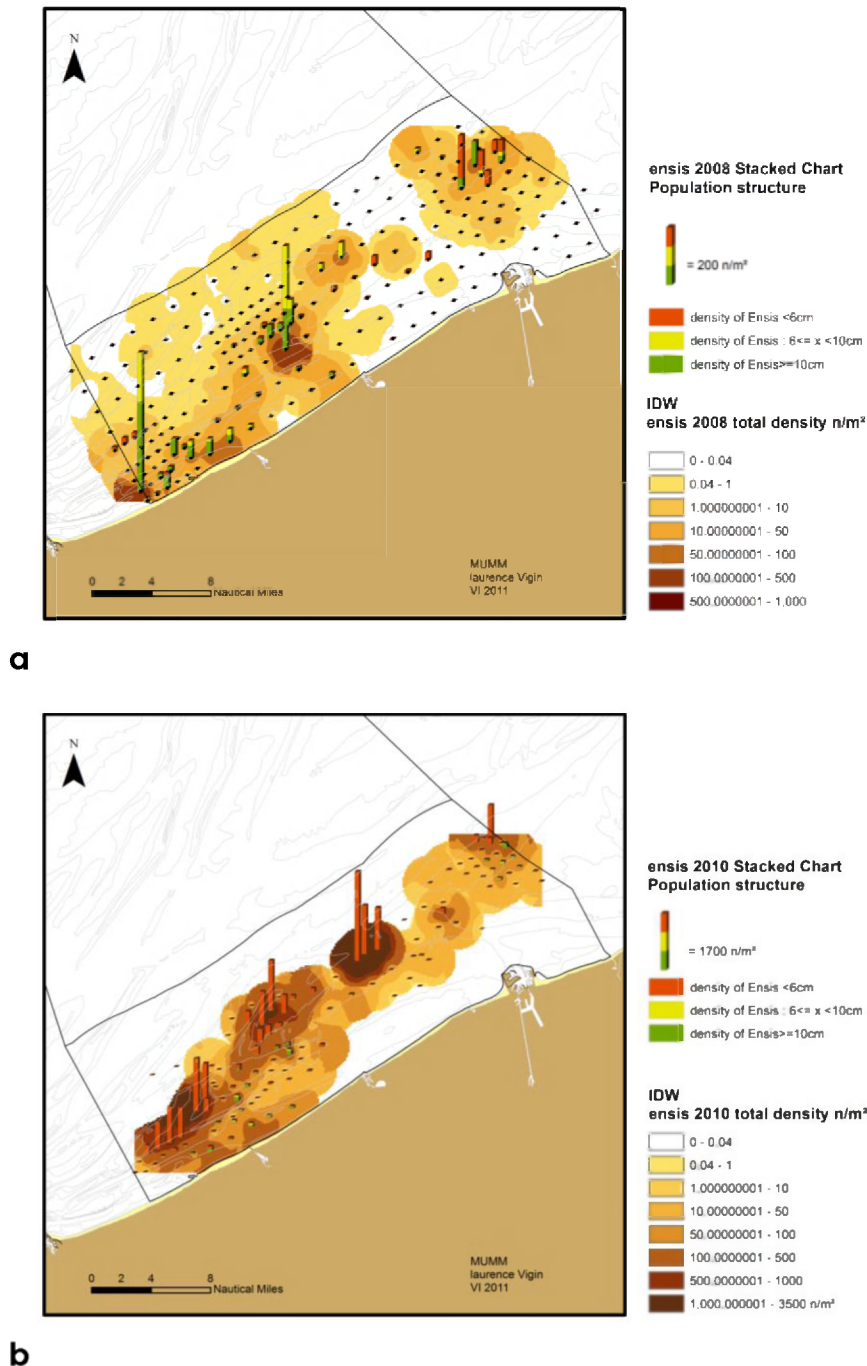 N
ensis 2008 Stacked Chart
Population structure
= 200 n/m²
density of Ensis <6cm
density of Ensis : 6<= x <10cm
density of Ensis>=10cm
IDW
ensis 2008 total density n/m²
0 - 0.04
0.04 - 1
1.000000001 - 10
10.00000001 - 50
50.00000001 - 100
100.0000001 - 500
500.0000001 - 1,000
0 2 4 8
Nautical Miles
MUMM
laurence Vigin
VI 2011
a
N
ensis 2010 Stacked Chart
Population structure
= 1700 n/m²
density of Ensis <6cm
density of Ensis : 6<= x <10cm
density of Ensis>=10cm
IDW
ensis 2010 total density n/m²
0 - 0.04
0.04 - 1
1.000000001 - 10
10.00000001 - 50
50.00000001 - 100
100.0000001 - 500
500.0000001 - 1000
1.000.000001 - 3500 n/m²
0 2 4 8
Nautical Miles
MUMM
laurence Vigin
VI 2011
b